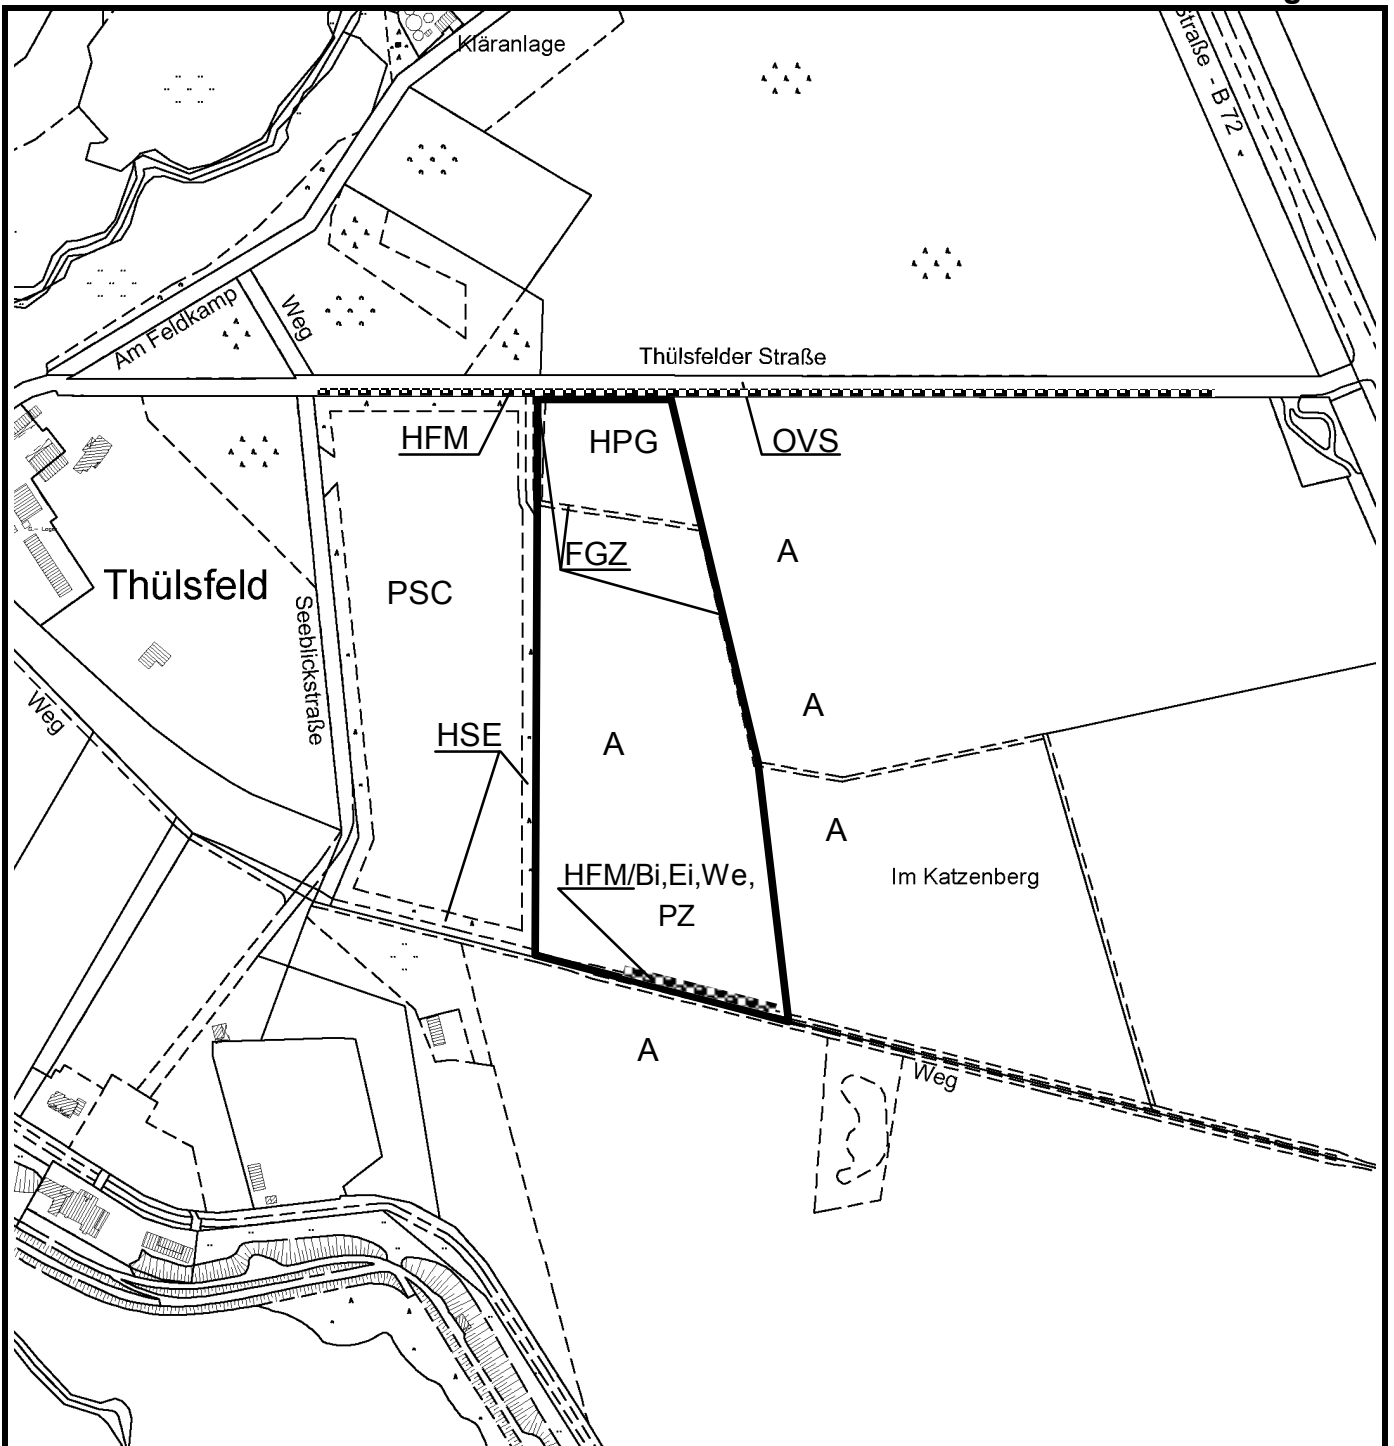 Kläranlage
Straße - B 72
Am Feldkamp
Weg
Thülsfelder Straße
HFM
HPG
OVS
FGZ
A
Thülsfeld
PSC
Seeblickstraße
Weg
A
HSE
A
A
HFM/Bi,Ei,We,
PZ
Im Katzenberg
A
Weg